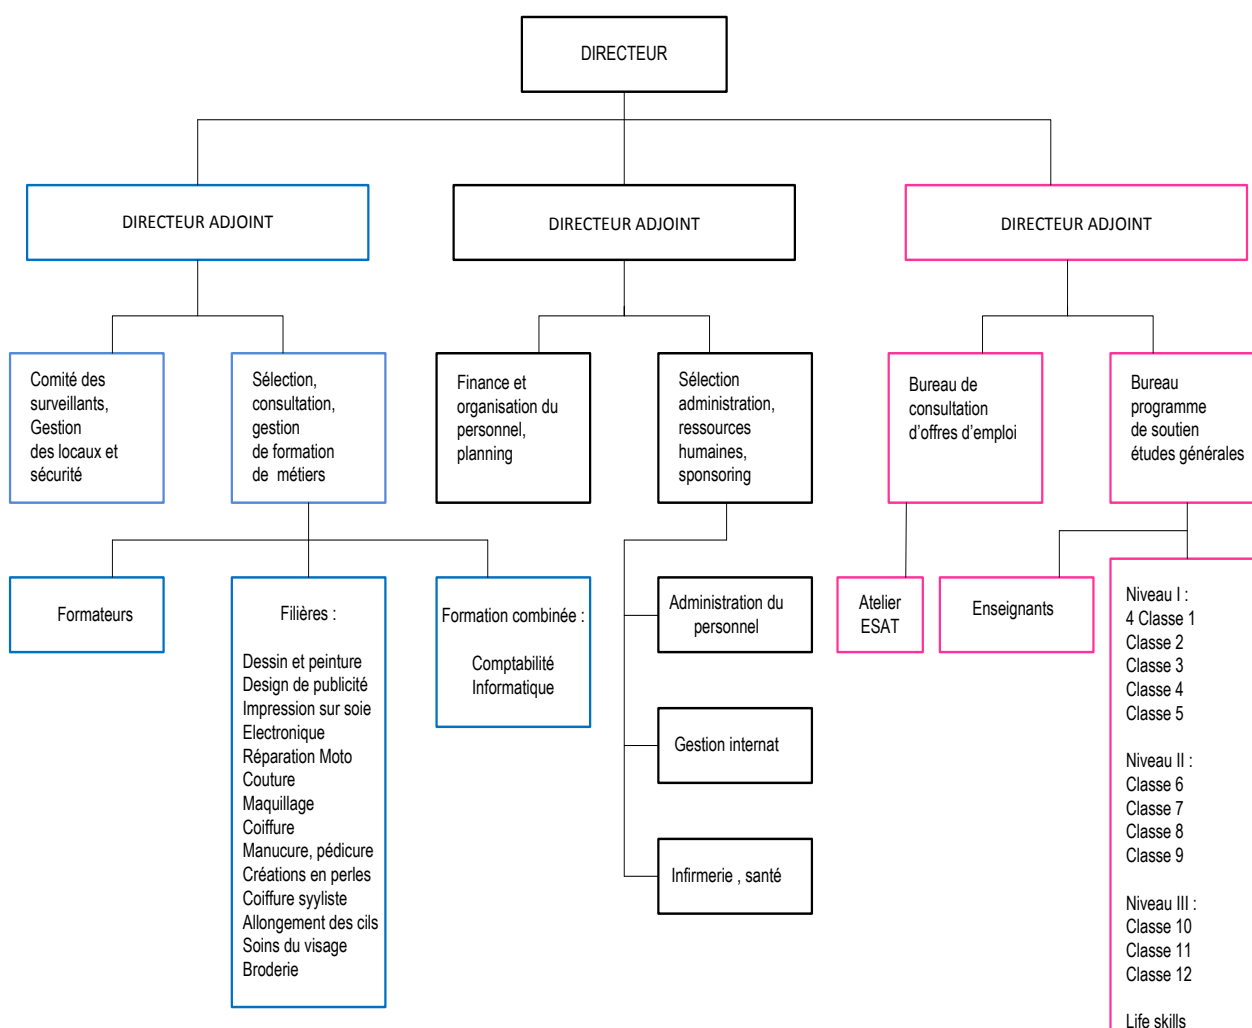 DIRECTEUR
DIRECTEUR ADJOINT
DIRECTEUR ADJOINT
DIRECTEUR ADJOINT
Comité des
surveillants,
Gestion
des locaux et
sécurité
Sélection,
consultation,
gestion
de formation
de métiers
Finance et
organisation du
personnel,
planning
Sélection
administration,
ressources
humaines,
sponsoring
Bureau de
consultation
d’offres d’emploi
Bureau
programme
de soutien
études générales
Formateurs
Filières :
Dessin et peinture
Design de publicité
Impression sur soie
Electronique
Réparation Moto
Couture
Maquillage
Coiffure
Manucure, pédicure
Créations en perles
Coiffure syyliste
Allongement des cils
Soins du visage
Broderie
Formation combinée :
Comptabilité
Informatique
Administration du
personnel
Gestion internat
Infirmerie , santé
Atelier
ESAT
Enseignants
Niveau I :
4 Classe 1
Classe 2
Classe 3
Classe 4
Classe 5
Niveau II :
Classe 6
Classe 7
Classe 8
Classe 9
Niveau III :
Classe 10
Classe 11
Classe 12
Life skills